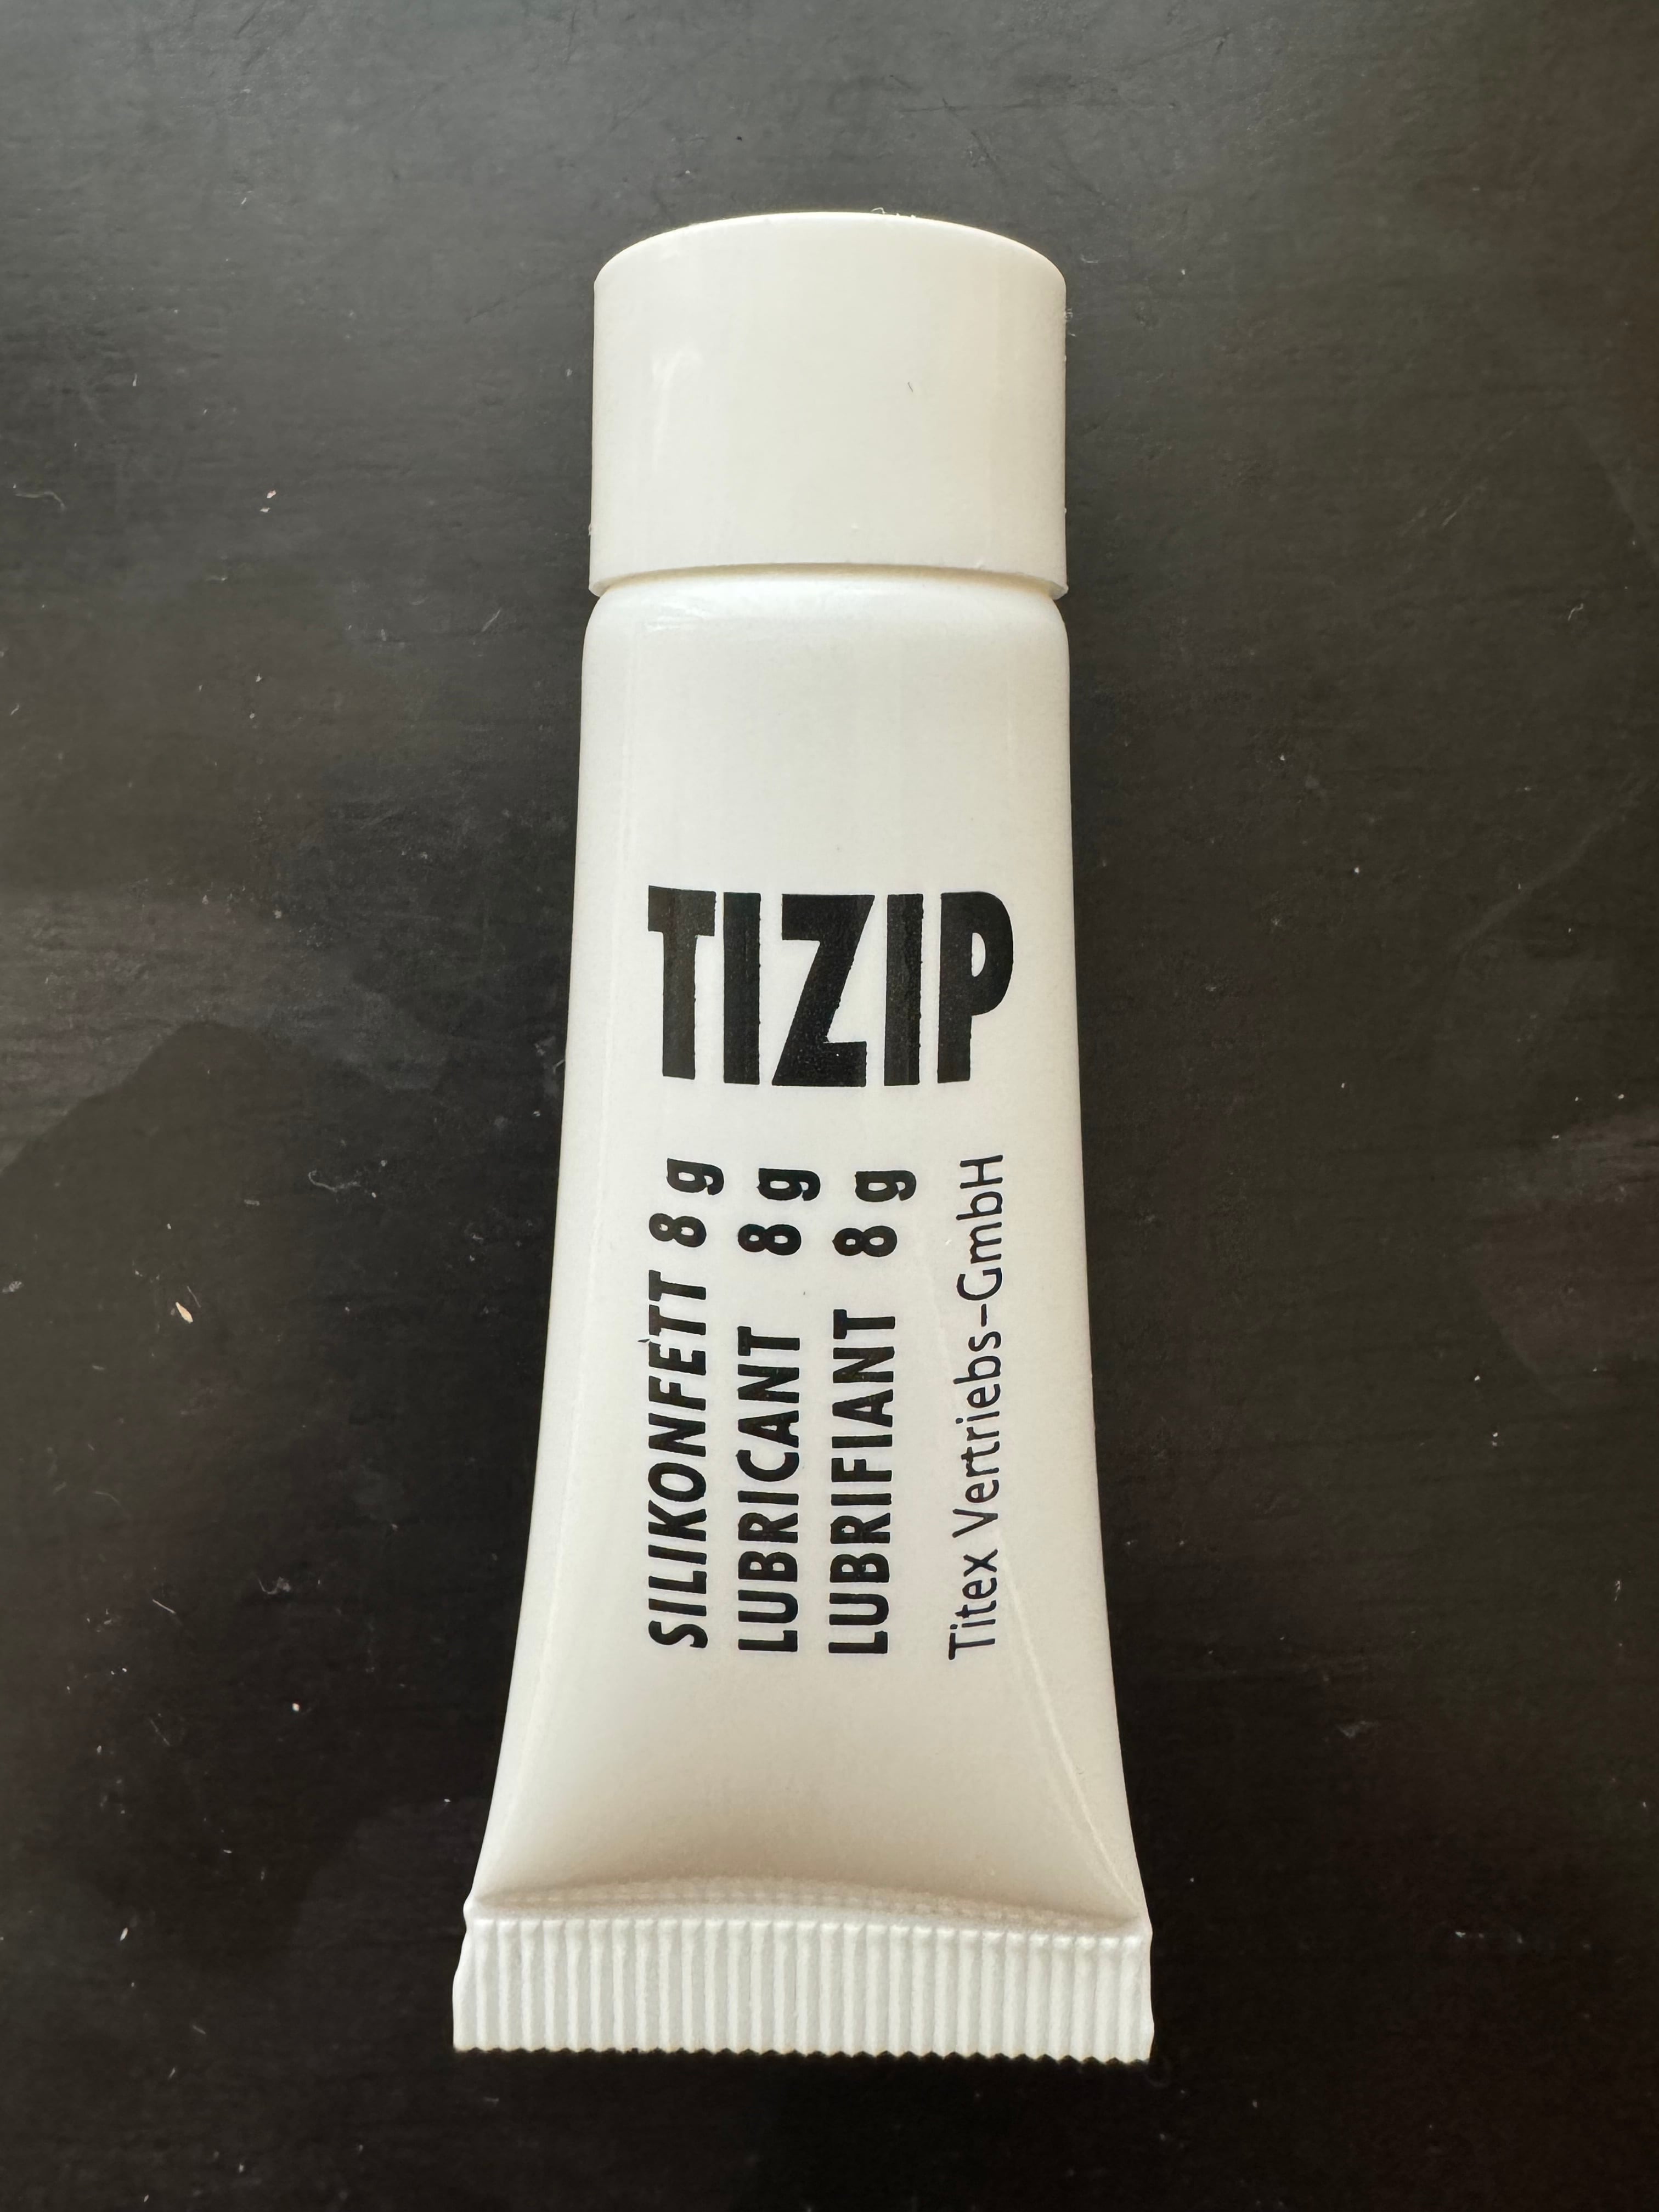 TIZIP
SILIKONFETT 8 g
LUBRICANT 8 g
LUBRIFIANT 8 g
Titex Vertriebs-GmbH